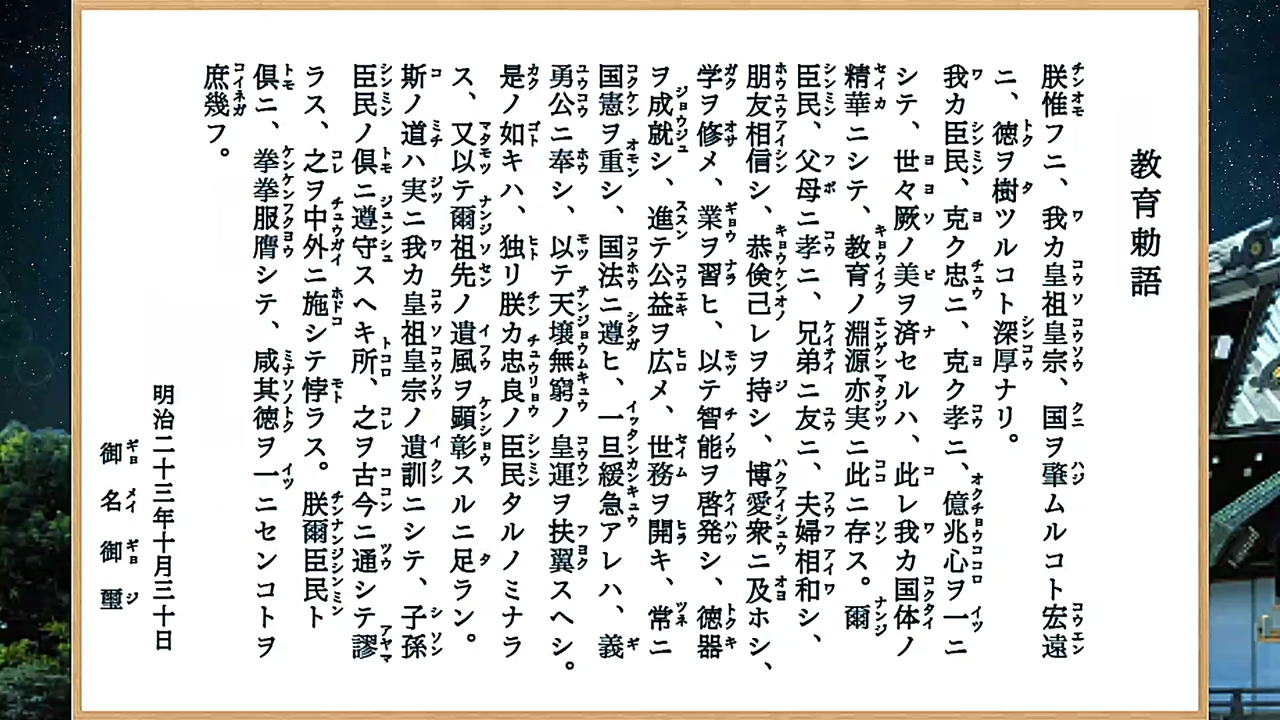 教育勅語
朕惟フニ、我カ皇祖皇宗、国ヲ肇ムルコト宏遠
ニ、徳ヲ樹ツルコト深厚ナリ。
我カ臣民、克ク忠ニ、克ク孝ニ、億兆心ヲ一ニ
シテ、世々厥ノ美ヲ済セルハ、此レ我カ国体ノ
精華ニシテ、教育ノ淵源亦実ニ此ニ存ス。爾
臣民、父母ニ孝ニ、兄弟ニ友ニ、夫婦相和シ、
朋友相信シ、恭倹己レヲ持シ、博愛衆ニ及ホシ、
学ヲ修メ、業ヲ習ヒ、以テ智能ヲ啓発シ、徳器
ヲ成就シ、進テ公益ヲ広メ、世務ヲ開キ、常ニ
国憲ヲ重シ、国法ニ遵ヒ、一旦緩急アレハ、義
勇公ニ奉シ、以テ天壌無窮ノ皇運ヲ扶翼スヘシ。
是ノ如キハ、独リ朕カ忠良ノ臣民タルノミナラ
ス、又以テ爾祖先ノ遺風ヲ顕彰スルニ足ラン。
斯ノ道ハ実ニ我カ皇祖皇宗ノ遺訓ニシテ、子孫
臣民ノ倶ニ遵守スヘキ所、之ヲ古今ニ通シテ謬
ラス、之ヲ中外ニ施シテ悖ラス。朕爾臣民ト
倶ニ、拳拳服膺シテ、咸其徳ヲ一ニセンコトヲ
庶幾フ。
明治二十三年十月三十日
御名御璽